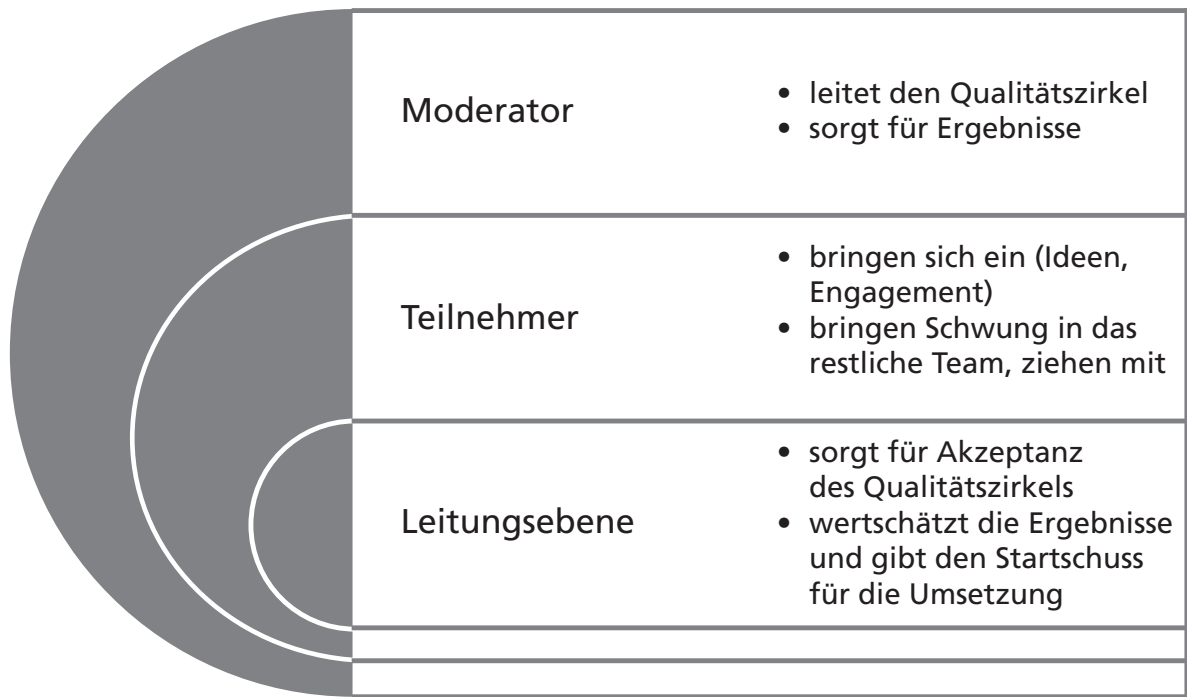 Moderator
• leitet den Qualitätszirkel
• sorgt für Ergebnisse
Teilnehmer
• bringen sich ein (Ideen,
Engagement)
• bringen Schwung in das
restliche Team, ziehen mit
Leitungsebene
• sorgt für Akzeptanz
des Qualitätszirkels
• wertschätzt die Ergebnisse
und gibt den Startschuss
für die Umsetzung